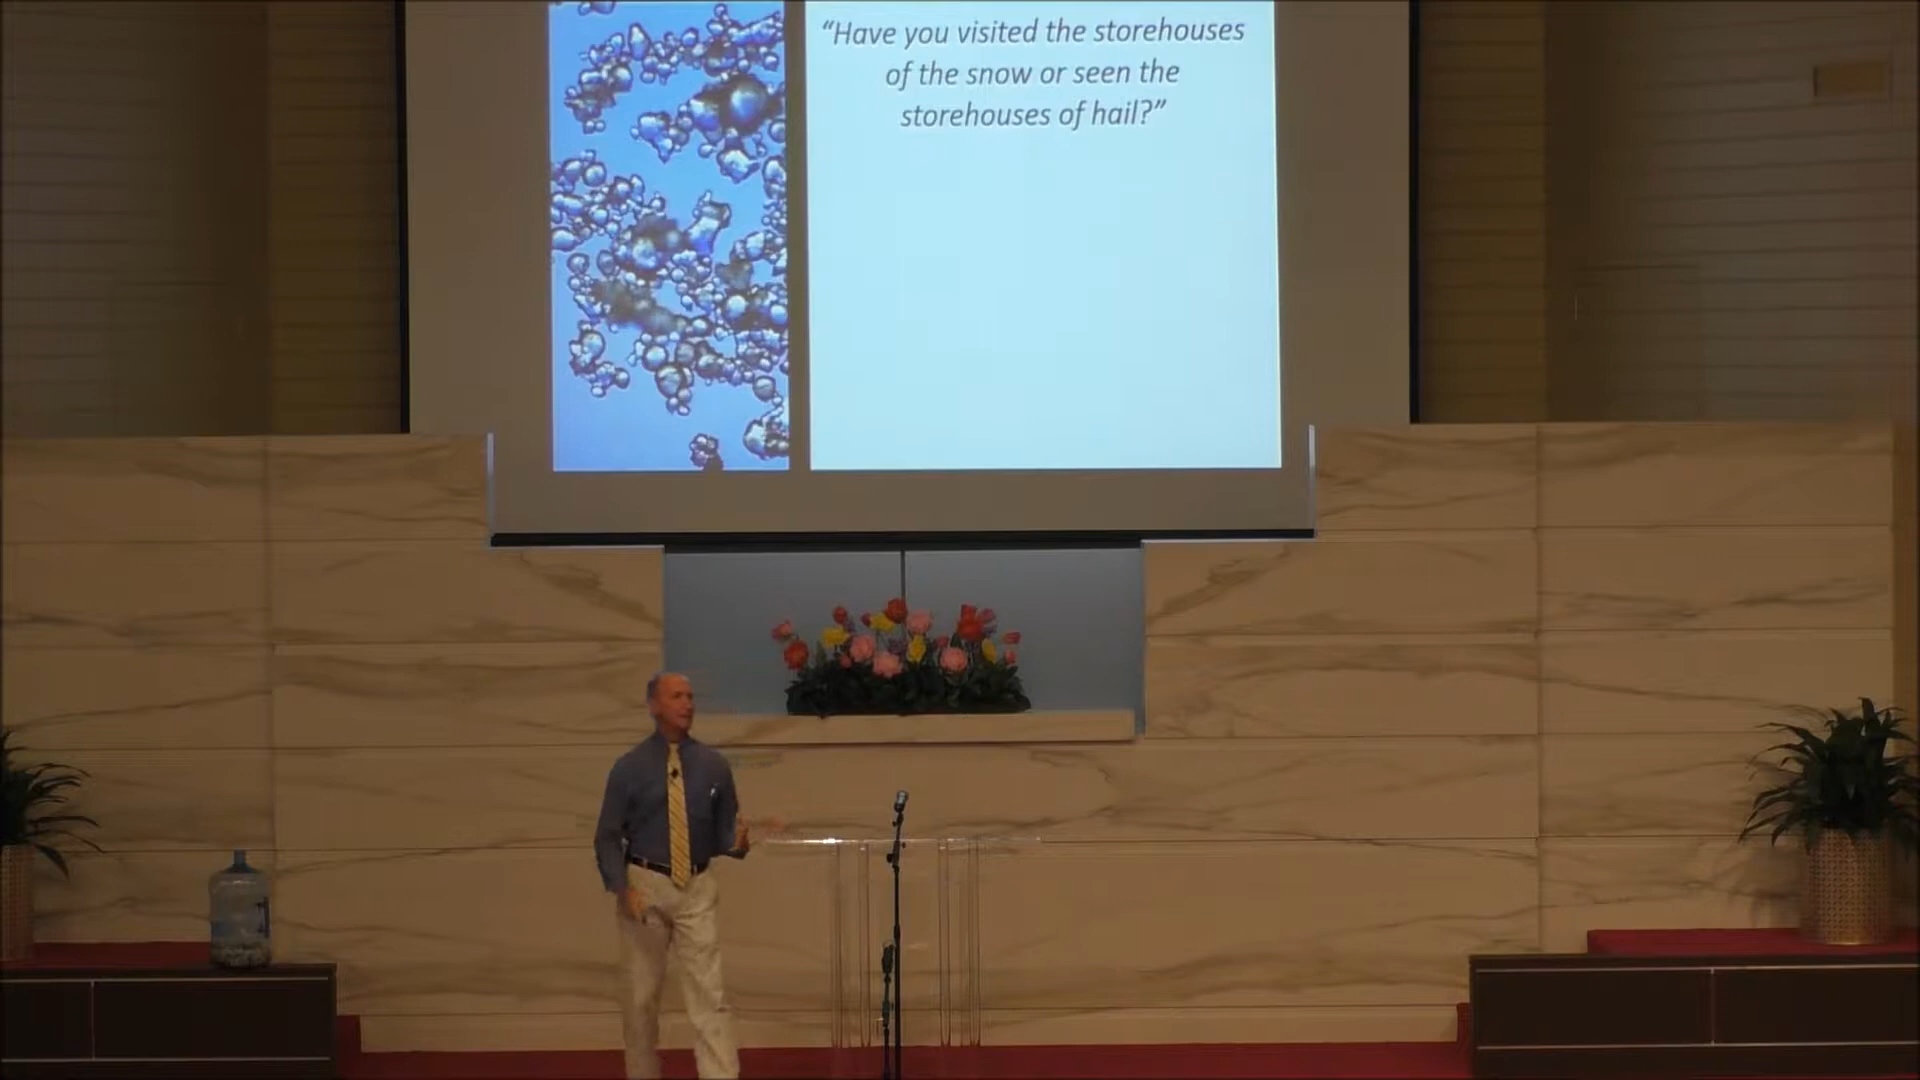 “Have you visited the storehouses
of the snow or seen the
storehouses of hail?”